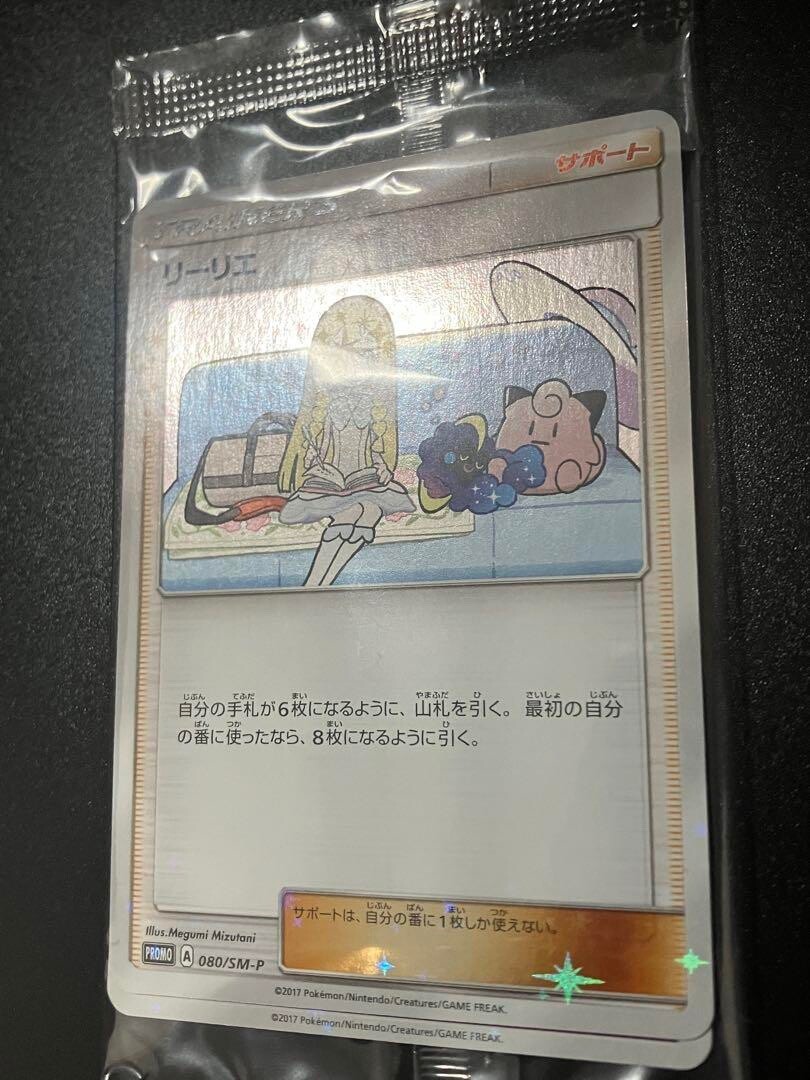 サポート
TRAINERS
リーリエ
自分の手札が6枚になるように、山札を引く。最初の自分
の番に使ったなら、8枚になるように引く。
サポートは、自分の番に1枚しか使えない。
Illus.Megumi Mizutani
PROMO A 080/SM-P
©2017 Pokémon/Nintendo/Creatures/GAME FREAK.
©2017 Pokémon/Nintendo/Creatures/GAME FREAK.